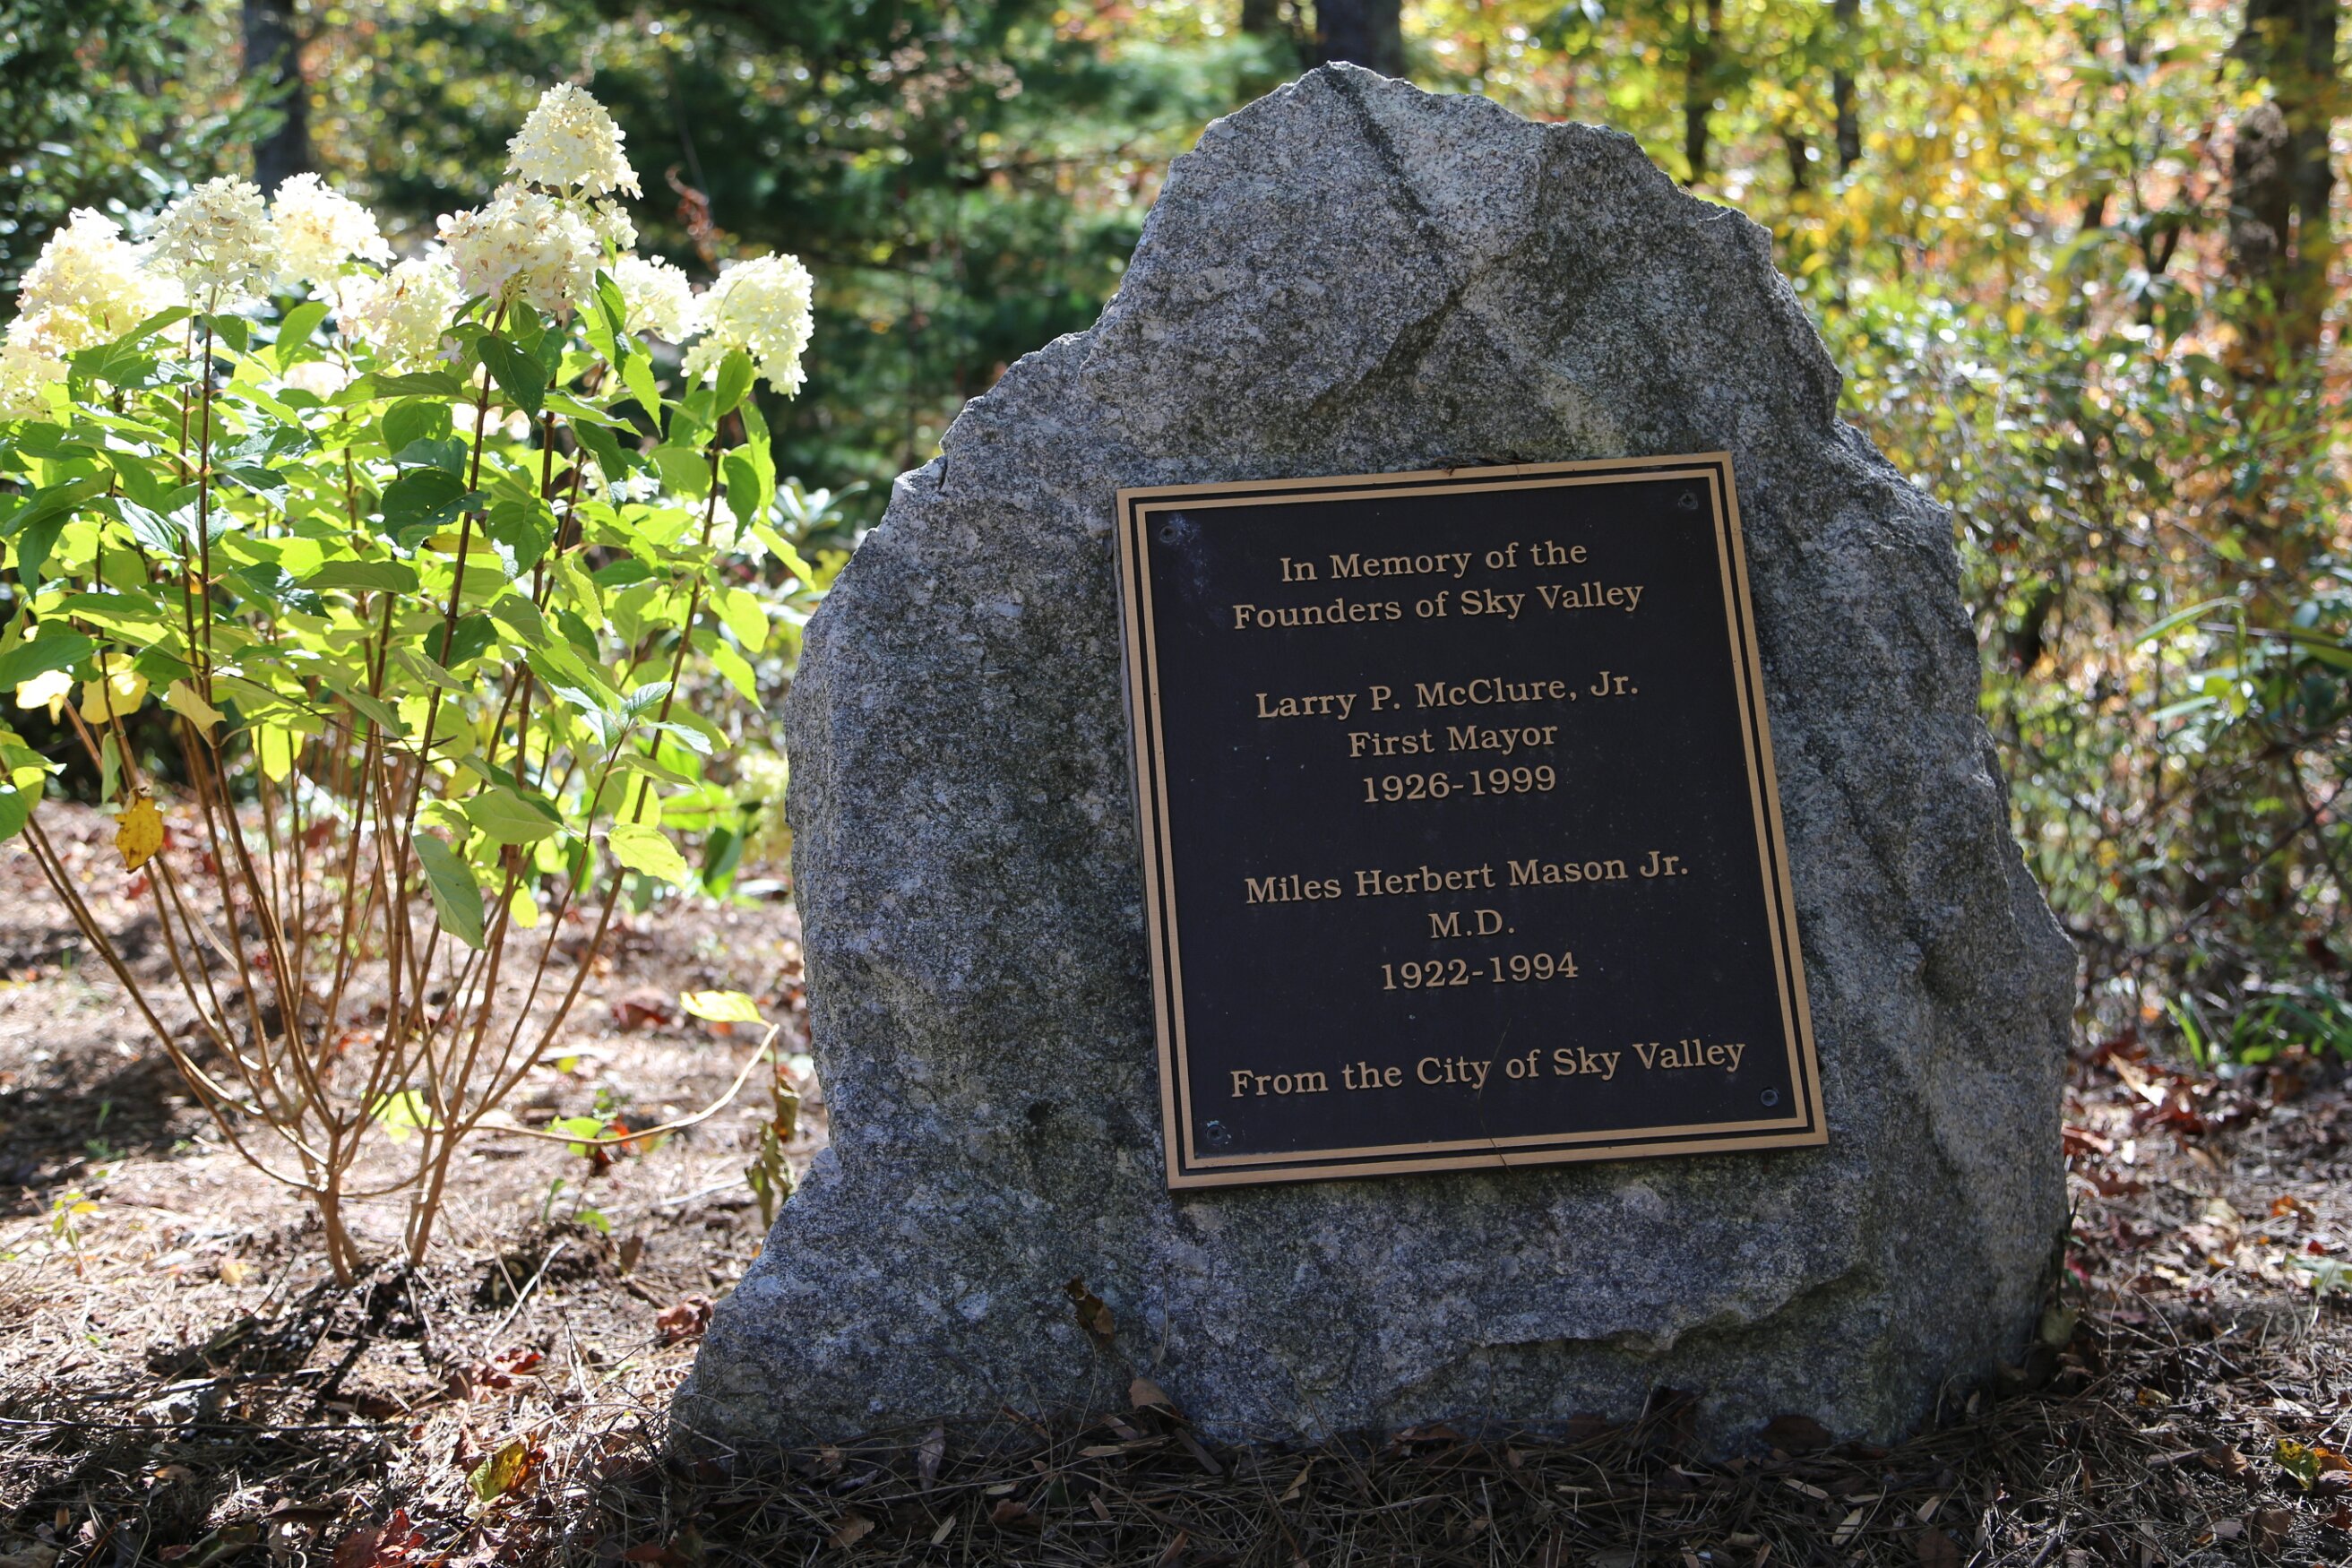 In Memory of the
Founders of Sky Valley
Larry P. McClure, Jr.
First Mayor
1926-1999
Miles Herbert Mason Jr.
M.D.
1922-1994
From the City of Sky Valley